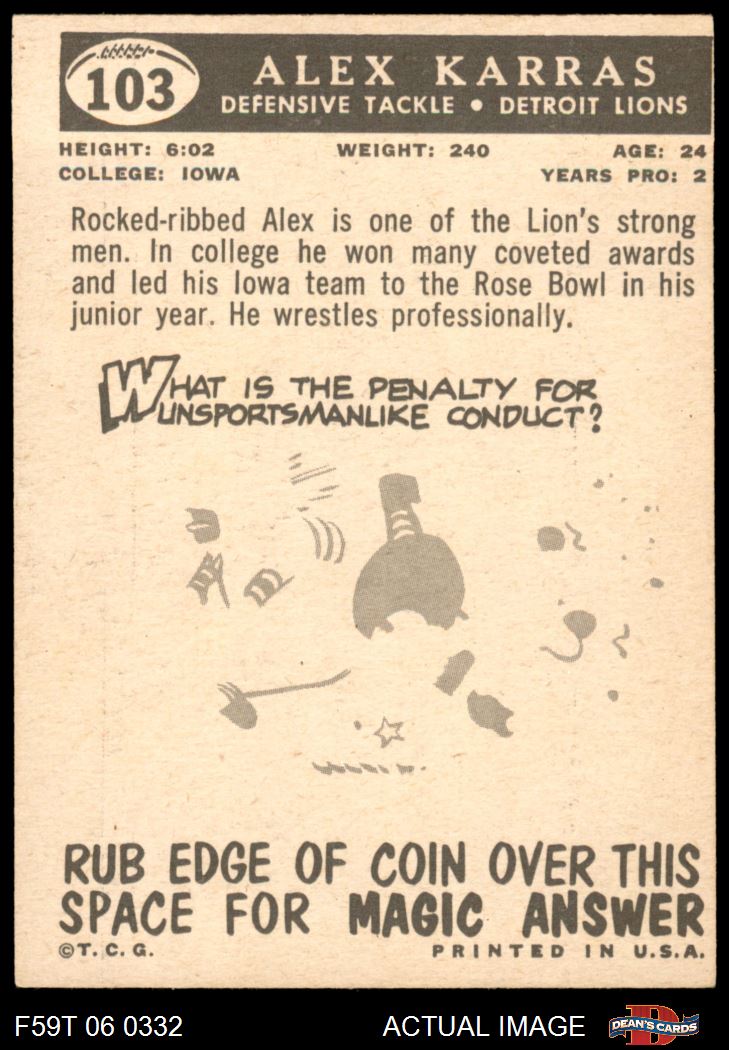 103
ALEX KARRAS
DEFENSIVE TACKLE • DETROIT LIONS
HEIGHT: 6:02 WEIGHT: 240 AGE: 24
COLLEGE: IOWA YEARS PRO: 2
Rocked-ribbed Alex is one of the Lion's strong
men. In college he won many coveted awards
and led his Iowa team to the Rose Bowl in his
junior year. He wrestles professionally.
WHAT IS THE PENALTY FOR
UNSPORTSMANLIKE CONDUCT?
RUB EDGE OF COIN OVER THIS
SPACE FOR MAGIC ANSWER
©T.C.G. PRINTED IN U.S.A.
F59T 06 0332 ACTUAL IMAGE D DEAN'S CARDS